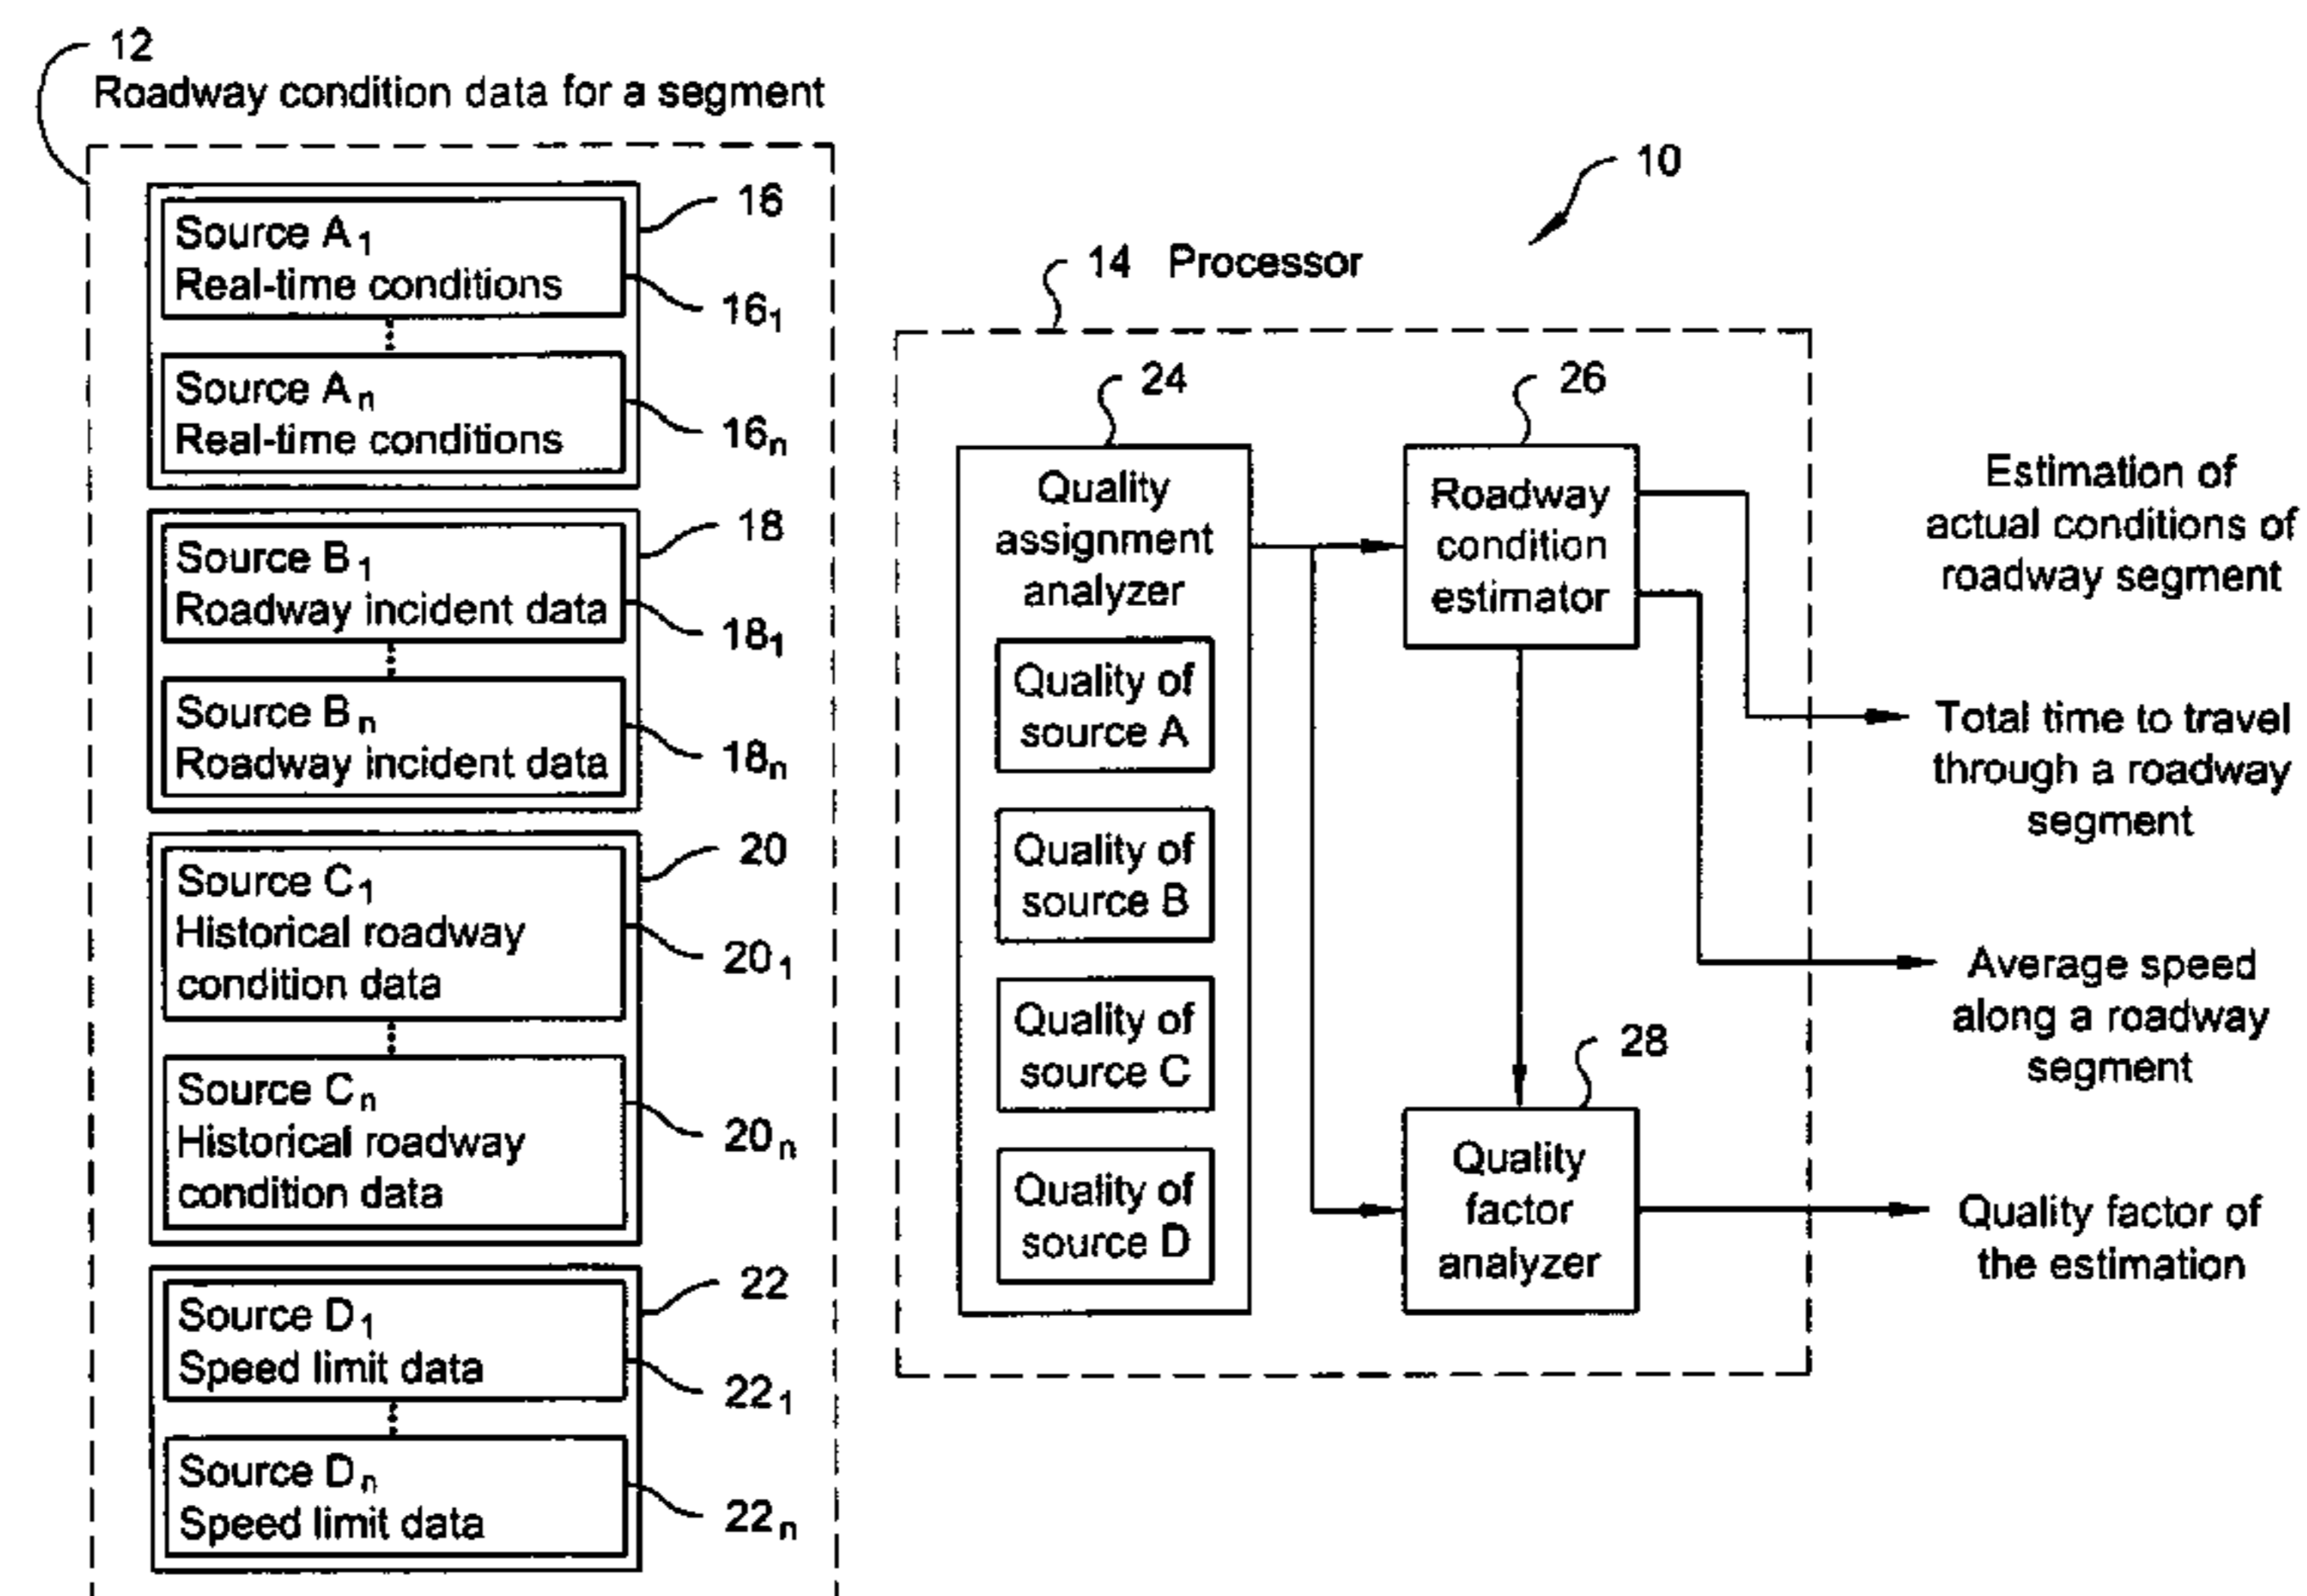 12
Roadway condition data for a segment
Source A1
Real-time conditions
16
161
Source An
Real-time conditions
16n
Source B1
Roadway incident data
18
181
Source Bn
Roadway incident data
18n
Source C1
Historical roadway
condition data
20
201
Source Cn
Historical roadway
condition data
20n
Source D1
Speed limit data
22
221
Source Dn
Speed limit data
22n
10
14 Processor
24
Quality
assignment
analyzer
Quality of
source A
Quality of
source B
Quality of
source C
Quality of
source D
26
Roadway
condition
estimator
28
Quality
factor
analyzer
Estimation of
actual conditions of
roadway segment
Total time to travel
through a roadway
segment
Average speed
along a roadway
segment
Quality factor of
the estimation